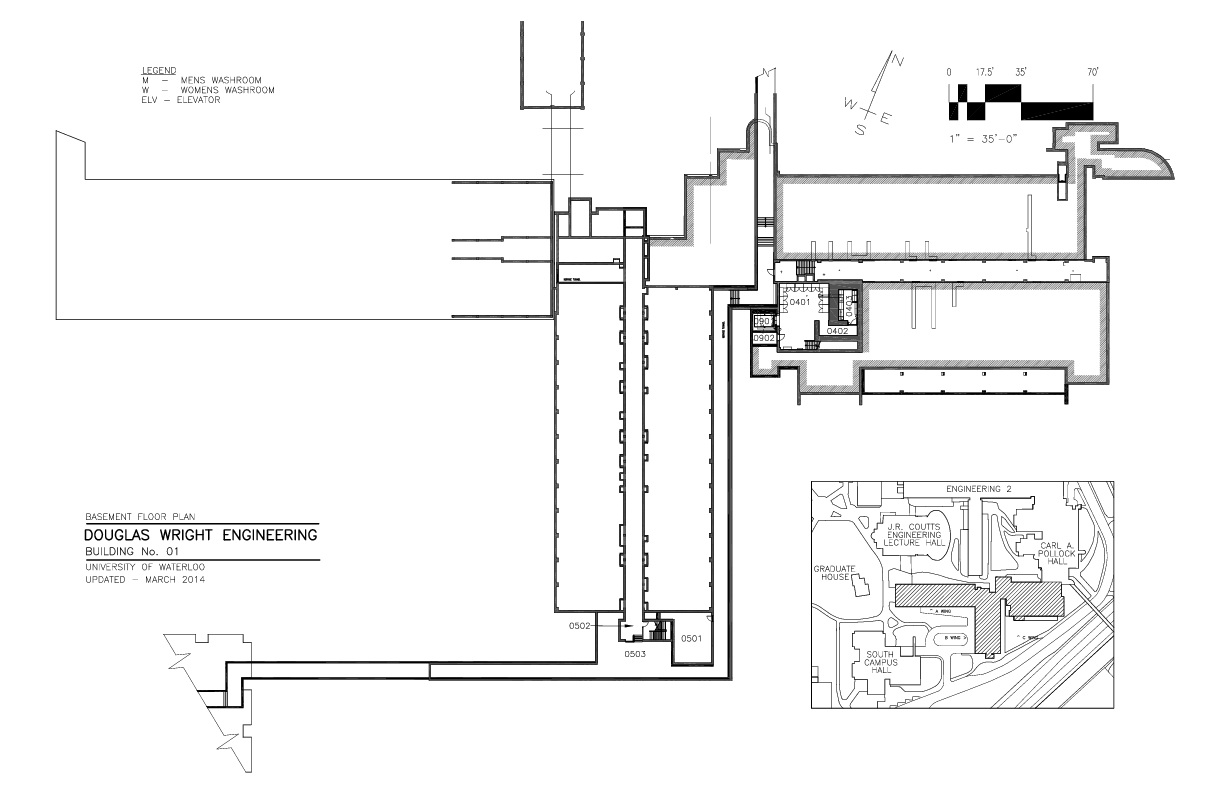 LEGEND
M – MENS WASHROOM
W – WOMENS WASHROOM
ELV – ELEVATOR
N
W
E
S
0 17.5' 35' 70'
1" = 35'-0"
0401
0403
0402
0902
0502
0501
0503
BASEMENT FLOOR PLAN
DOUGLAS WRIGHT ENGINEERING
BUILDING No. 01
UNIVERSITY OF WATERLOO
UPDATED – MARCH 2014
ENGINEERING 2
J.R. COUTTS
ENGINEERING
LECTURE HALL
CARL A.
POLLOCK
HALL
GRADUATE
HOUSE
A WING
B WING
C WING
SOUTH
CAMPUS
HALL